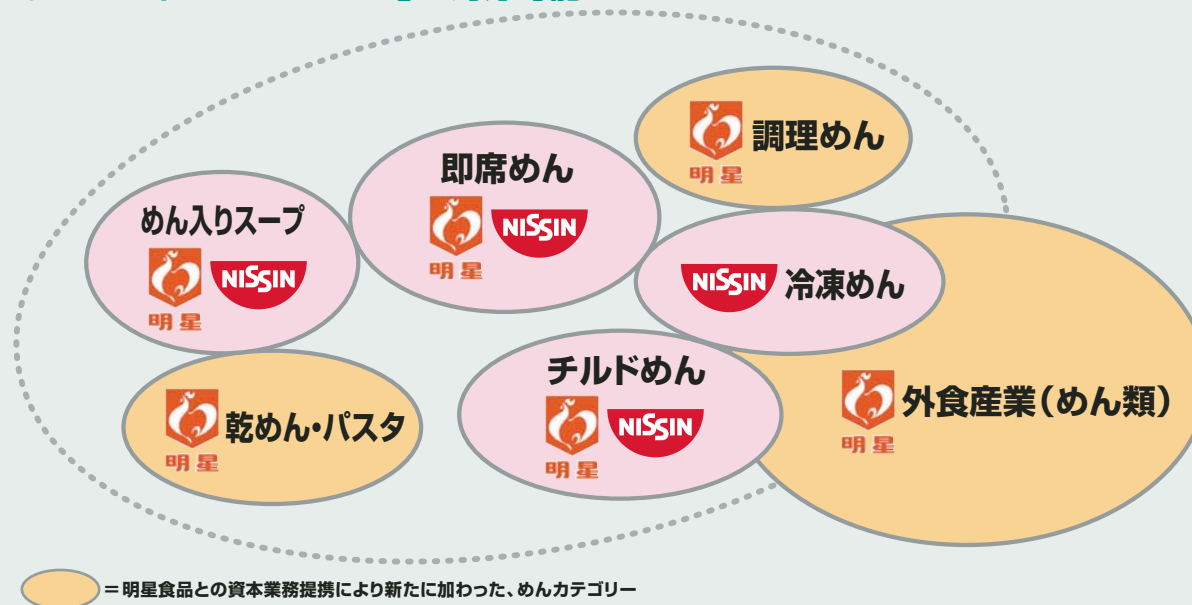 明星
調理めん
即席めん
明星
NISSIN
めん入りスープ
明星
NISSIN
NISSIN
冷凍めん
チルドめん
明星
NISSIN
明星
外食産業(めん類)
明星
乾めん・パスタ
=明星食品との資本業務提携により新たに加わった、めんカテゴリー